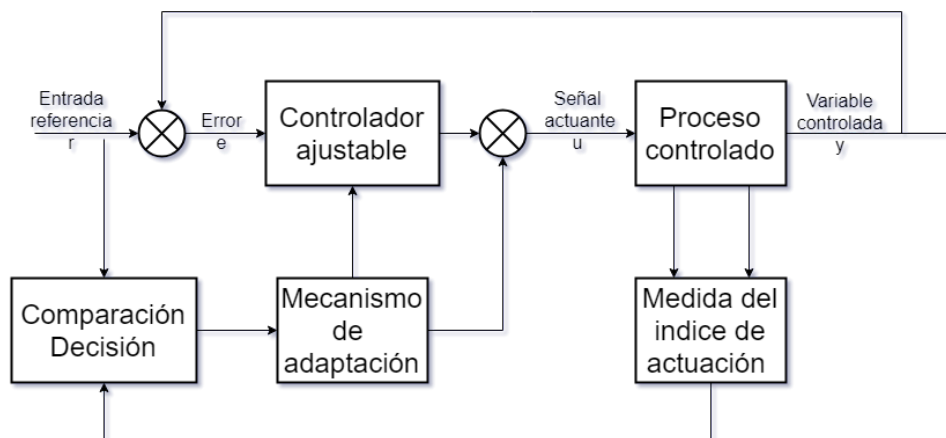 Entrada
referencia
r
Error
e
Controlador
ajustable
Señal
actuante
u
Proceso
controlado
Variable
controlada
y
Comparación
Decisión
Mecanismo
de
adaptación
Medida del
indice de
actuación